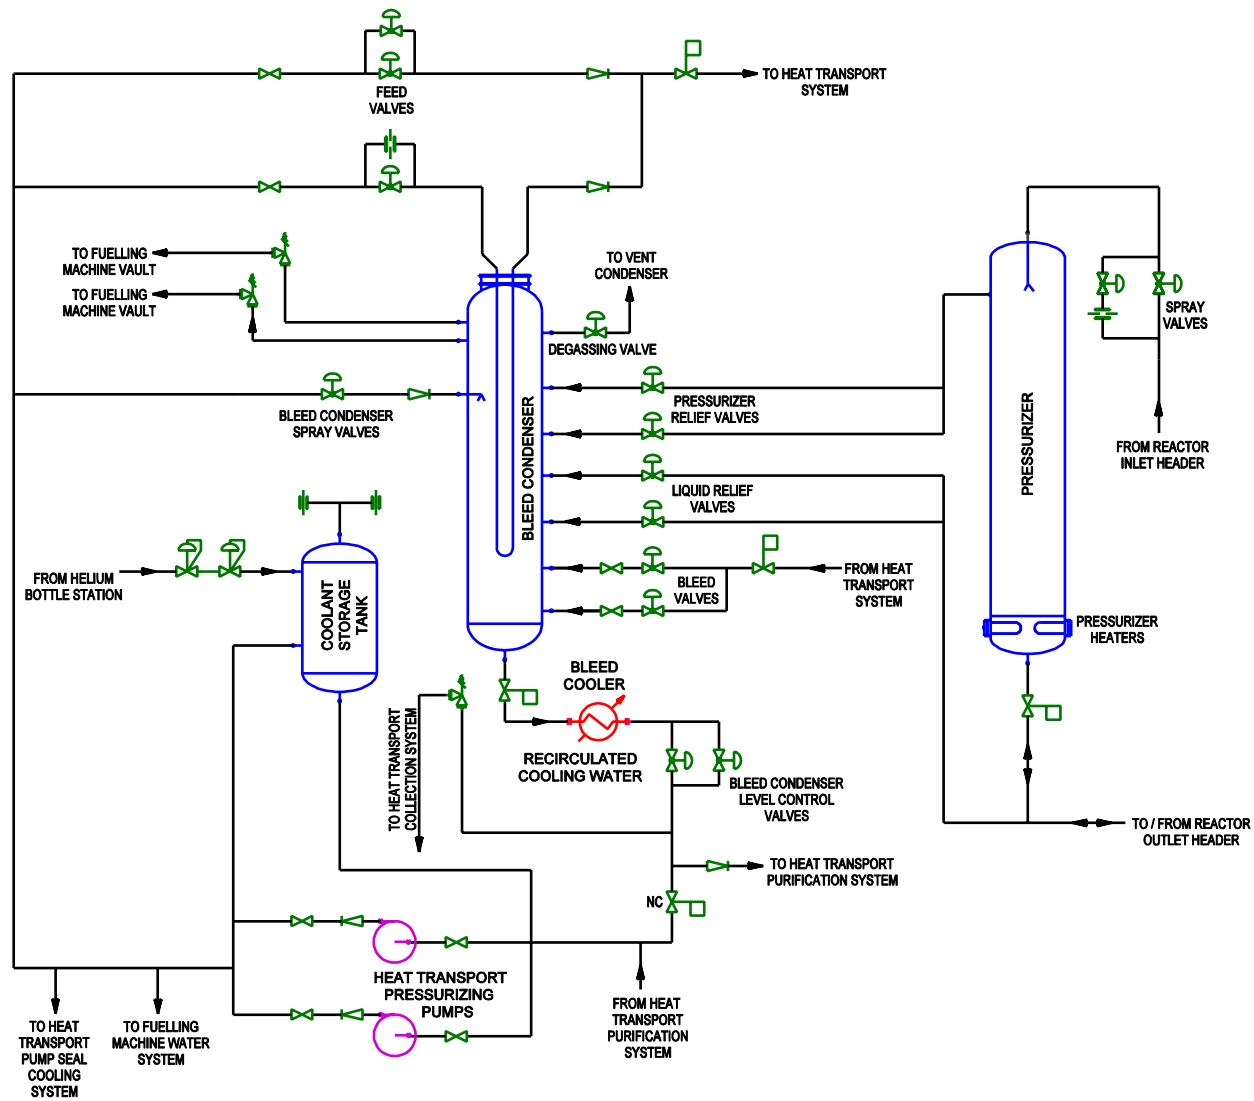 FEED
VALVES
TO HEAT TRANSPORT
SYSTEM
TO FUELLING
MACHINE VAULT
TO FUELLING
MACHINE VAULT
TO VENT
CONDENSER
DEGASSING VALVE
SPRAY
VALVES
BLEED CONDENSER
SPRAY VALVES
BLEED CONDENSER
PRESSURIZER
RELIEF VALVES
PRESSURIZER
FROM REACTOR
INLET HEADER
LIQUID RELIEF
VALVES
FROM HELIUM
BOTTLE STATION
COOLANT
STORAGE
TANK
BLEED
VALVES
FROM HEAT
TRANSPORT
SYSTEM
PRESSURIZER
HEATERS
BLEED
COOLER
RECIRCULATED
COOLING WATER
TO HEAT TRANSPORT
COLLECTION SYSTEM
BLEED CONDENSER
LEVEL CONTROL
VALVES
TO / FROM REACTOR
OUTLET HEADER
TO HEAT TRANSPORT
PURIFICATION SYSTEM
NC
HEAT TRANSPORT
PRESSURIZING
PUMPS
FROM HEAT
TRANSPORT
PURIFICATION
SYSTEM
TO HEAT
TRANSPORT
PUMP SEAL
COOLING
SYSTEM
TO FUELLING
MACHINE WATER
SYSTEM